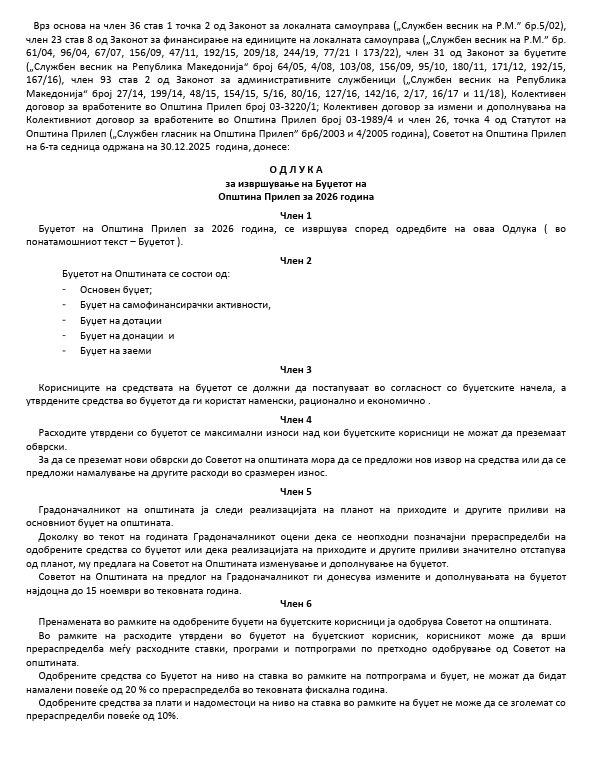 Врз основа на член 36 став 1 точка 2 од Законот за локалната самоуправа („Службен весник на Р.М.” бр.5/02),
член 23 став 8 од Законот за финансирање на единиците на локалната самоуправа („Службен весник на Р.М.” бр.
61/04, 96/04, 67/07, 156/09, 47/11, 192/15, 209/18, 244/19, 77/21 I 173/22), член 31 од Законот за буџетите
(„Службен весник на Република Македонија“ број 64/05, 4/08, 103/08, 156/09, 95/10, 180/11, 171/12, 192/15,
167/16), член 93 став 2 од Законот за административните службеници („Службен весник на Република
Македонија“ број 27/14, 199/14, 48/15, 154/15, 5/16, 80/16, 127/16, 142/16, 2/17, 16/17 и 11/18), Колективен
договор за вработените во Општина Прилеп број 03-3220/1; Колективен договор за измени и дополнувања на
Колективниот договор за вработените во Општина Прилеп број 03-1989/4 и член 26, точка 4 од Статутот на
Општина Прилеп („Службен гласник на Општина Прилеп” бр6/2003 и 4/2005 година), Советот на Општина Прилеп
на 6-та седница одржана на 30.12.2025 година, донесе:
О Д Л У К А
за извршување на Буџетот на
Општина Прилеп за 2026 година
Член 1
Буџетот на Општина Прилеп за 2026 година, се извршува според одредбите на оваа Одлука ( во
понатамошниот текст – Буџетот ).
Член 2
Буџетот на Општината се состои од:
- Основен буџет;
- Буџет на самофинансирачки активности,
- Буџет на дотации
- Буџет на донации и
- Буџет на заеми
Член 3
Корисниците на средствата на буџетот се должни да постапуваат во согласност со буџетските начела, а
утврдените средства во буџетот да ги користат наменски, рационално и економично .
Член 4
Расходите утврдени со буџетот се максимални износи над кои буџетските корисници не можат да преземаат
обврски.
За да се преземат нови обврски до Советот на општината мора да се предложи нов извор на средства или да се
предложи намалување на другите расходи во сразмерен износ.
Член 5
Градоначалникот на општината ја следи реализацијата на планот на приходите и другите приливи на
основниот буџет на општината.
Доколку во текот на годината Градоначалникот оцени дека се неопходни позначајни прераспределби на
одобрените средства со буџетот или дека реализацијата на приходите и другите приливи значително отстапува
од планот, му предлага на Советот на Општината изменување и дополнување на буџетот.
Советот на Општината на предлог на Градоначалникот ги донесува измените и дополнувањата на буџетот
најдоцна до 15 ноември во тековната година.
Член 6
Пренамената во рамките на одобрените буџети на буџетските корисници ја одобрува Советот на општината.
Во рамките на расходите утврдени во буџетот на буџетскиот корисник, корисникот може да врши
прераспределба меѓу расходните ставки, програми и потпрограми по претходно одобрување од Советот на
општината.
Одобрените средства со Буџетот на ниво на ставка во рамките на потпрограма и буџет, не можат да бидат
намалени повеќе од 20 % со прераспределба во тековната фискална година.
Одобрените средства за плати и надоместоци на ниво на ставка во рамките на буџет не може да се зголемат со
прераспределби повеќе од 10%.